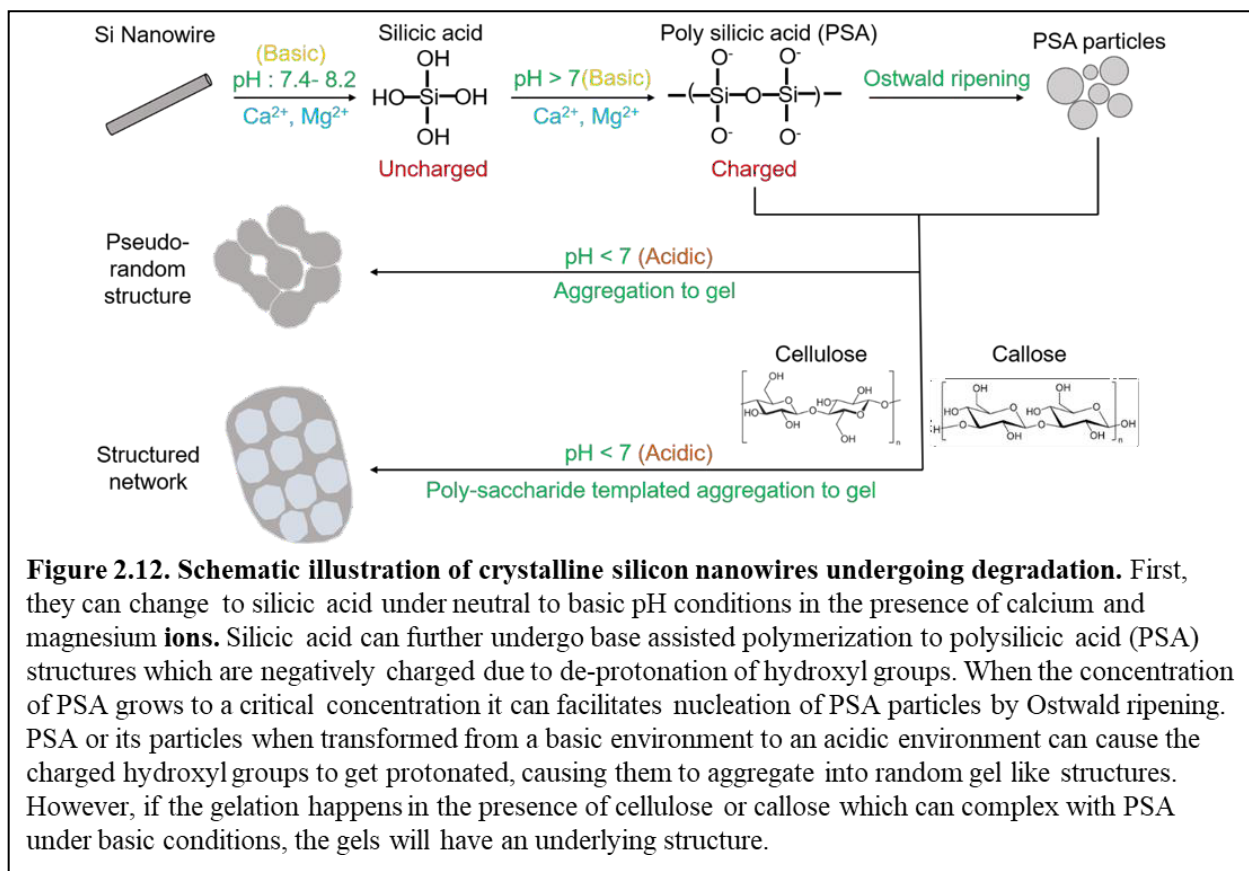 Si Nanowire
(Basic)
pH : 7.4- 8.2
Ca²⁺, Mg²⁺
Silicic acid
OH
HO-Si-OH
OH
Uncharged
pH > 7(Basic)
Ca²⁺, Mg²⁺
Poly silicic acid (PSA)
O⁻ O⁻
-(Si-O-Si)-
O⁻ O⁻
Charged
Ostwald ripening
PSA particles
Pseudo-
random
structure
pH < 7 (Acidic)
Aggregation to gel
Cellulose
Callose
Structured
network
pH < 7 (Acidic)
Poly-saccharide templated aggregation to gel
Figure 2.12. Schematic illustration of crystalline silicon nanowires undergoing degradation. First,
they can change to silicic acid under neutral to basic pH conditions in the presence of calcium and
magnesium ions. Silicic acid can further undergo base assisted polymerization to polysilicic acid (PSA)
structures which are negatively charged due to de-protonation of hydroxyl groups. When the concentration
of PSA grows to a critical concentration it can facilitates nucleation of PSA particles by Ostwald ripening.
PSA or its particles when transformed from a basic environment to an acidic environment can cause the
charged hydroxyl groups to get protonated, causing them to aggregate into random gel like structures.
However, if the gelation happens in the presence of cellulose or callose which can complex with PSA
under basic conditions, the gels will have an underlying structure.